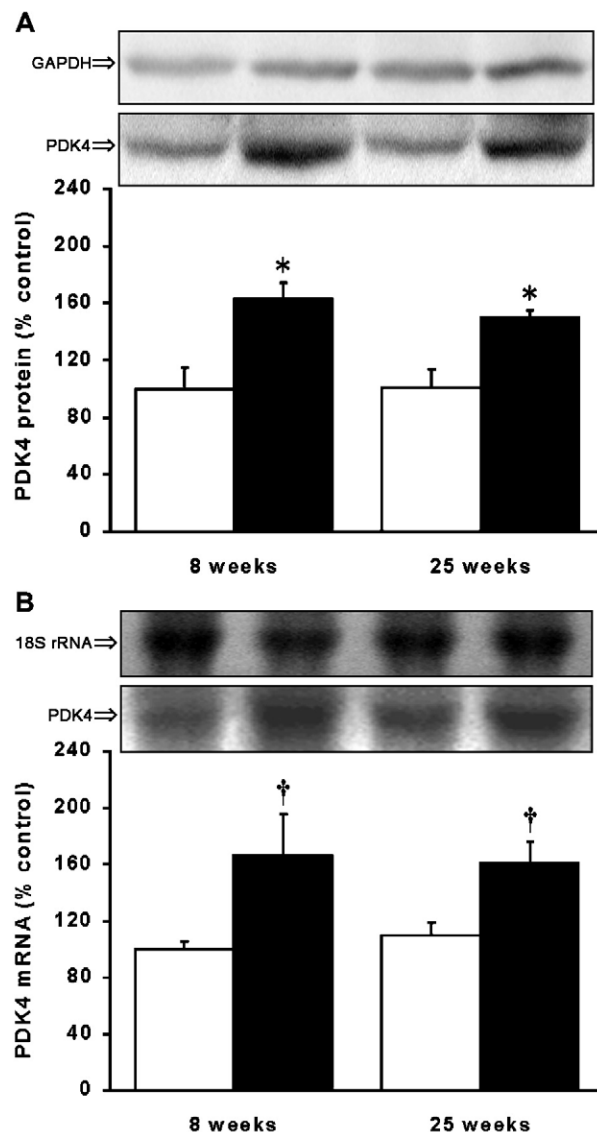 A
GAPDH⇒
PDK4⇒
PDK4 protein (% control)
240
200
160
120
80
40
0
*
*
8 weeks
25 weeks
B
18S rRNA⇒
PDK4⇒
PDK4 mRNA (% control)
240
200
160
120
80
40
0
†
†
8 weeks
25 weeks